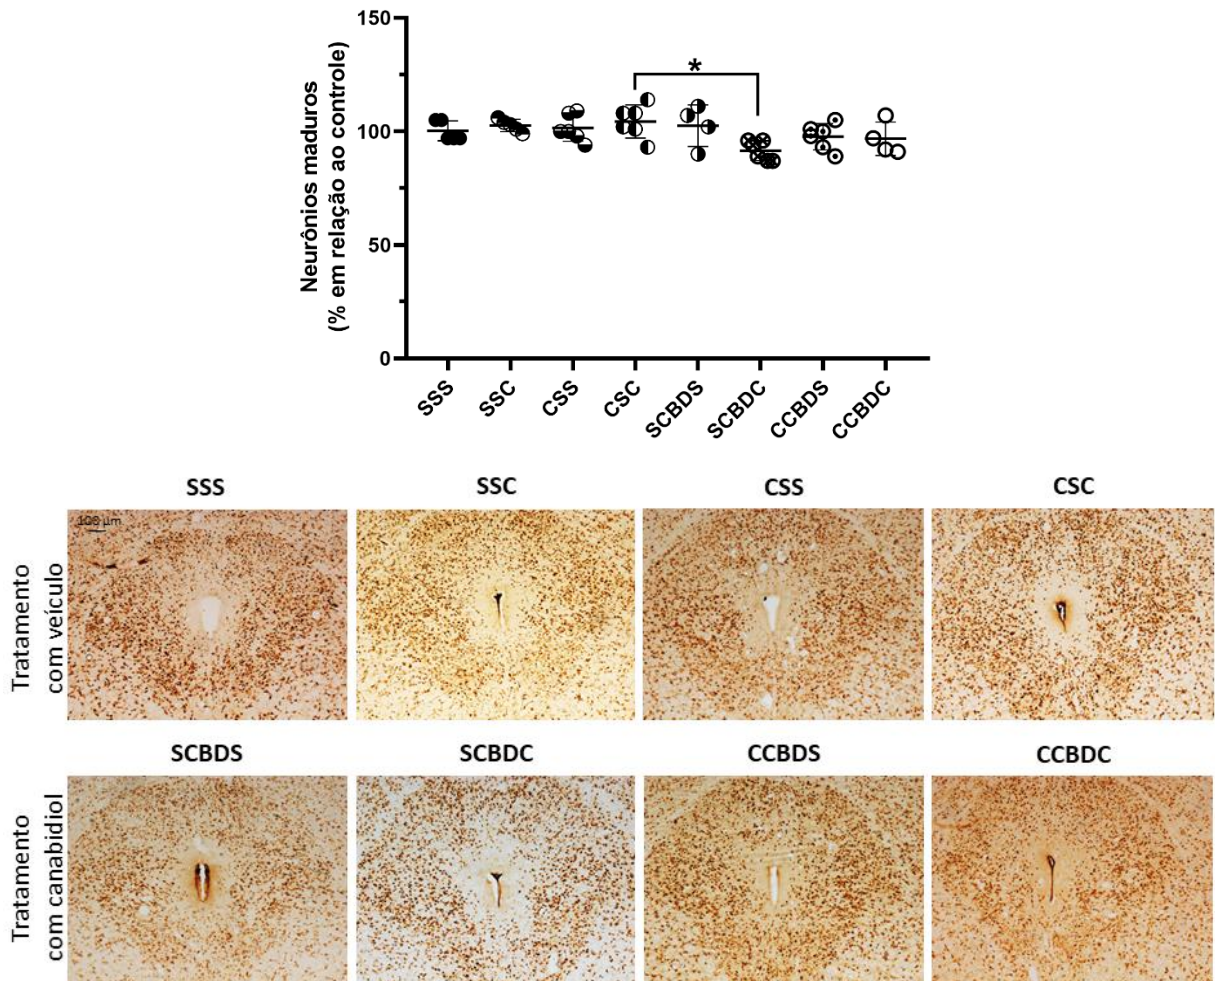 150
100
50
0
Neurônios maduros
(% em relação ao controle)
*
SSS
SSC
CSS
CSC
SCBDS
SCBDC
CCBDS
CCBDC
SSS
SSC
CSS
CSC
Tratamento
com veículo
100 µm
SCBDS
SCBDC
CCBDS
CCBDC
Tratamento
com canabidiol